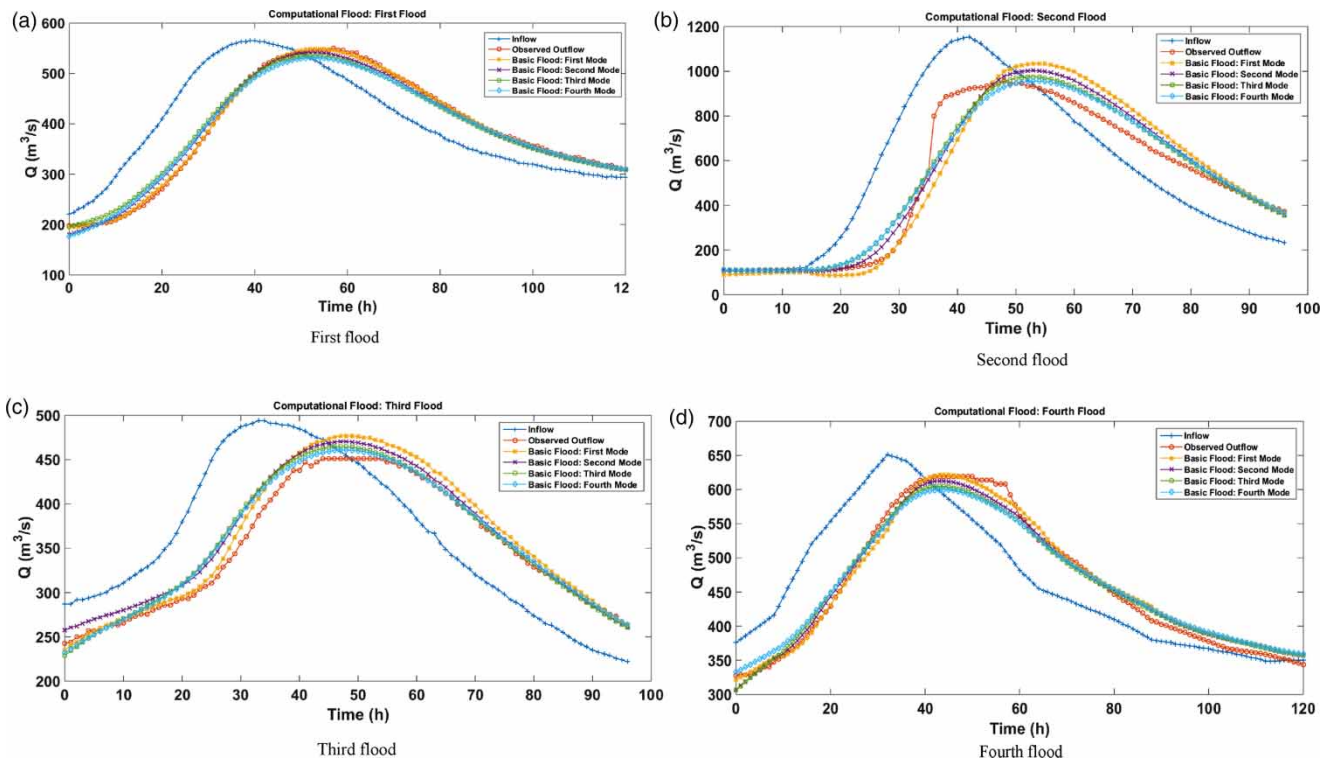 (a)
Computational Flood: First Flood
600
500
400
300
200
100
Q (m³/s)
0 20 40 60 80 100 12
Time (h)
Inflow
Observed Outflow
Basic Flood: First Mode
Basic Flood: Second Mode
Basic Flood: Third Mode
Basic Flood: Fourth Mode
First flood
(b)
Computational Flood: Second Flood
1200
1000
800
600
400
200
0
Q (m³/s)
0 10 20 30 40 50 60 70 80 90 100
Time (h)
Inflow
Observed Outflow
Basic Flood: First Mode
Basic Flood: Second Mode
Basic Flood: Third Mode
Basic Flood: Fourth Mode
Second flood
(c)
Computational Flood: Third Flood
500
450
400
350
300
250
200
Q (m³/s)
0 10 20 30 40 50 60 70 80 90 100
Time (h)
Inflow
Observed Outflow
Basic Flood: First Mode
Basic Flood: Second Mode
Basic Flood: Third Mode
Basic Flood: Fourth Mode
Third flood
(d)
Computational Flood: Fourth Flood
700
650
600
550
500
450
400
350
300
Q (m³/s)
0 20 40 60 80 100 120
Time (h)
Inflow
Observed Outflow
Basic Flood: First Mode
Basic Flood: Second Mode
Basic Flood: Third Mode
Basic Flood: Fourth Mode
Fourth flood